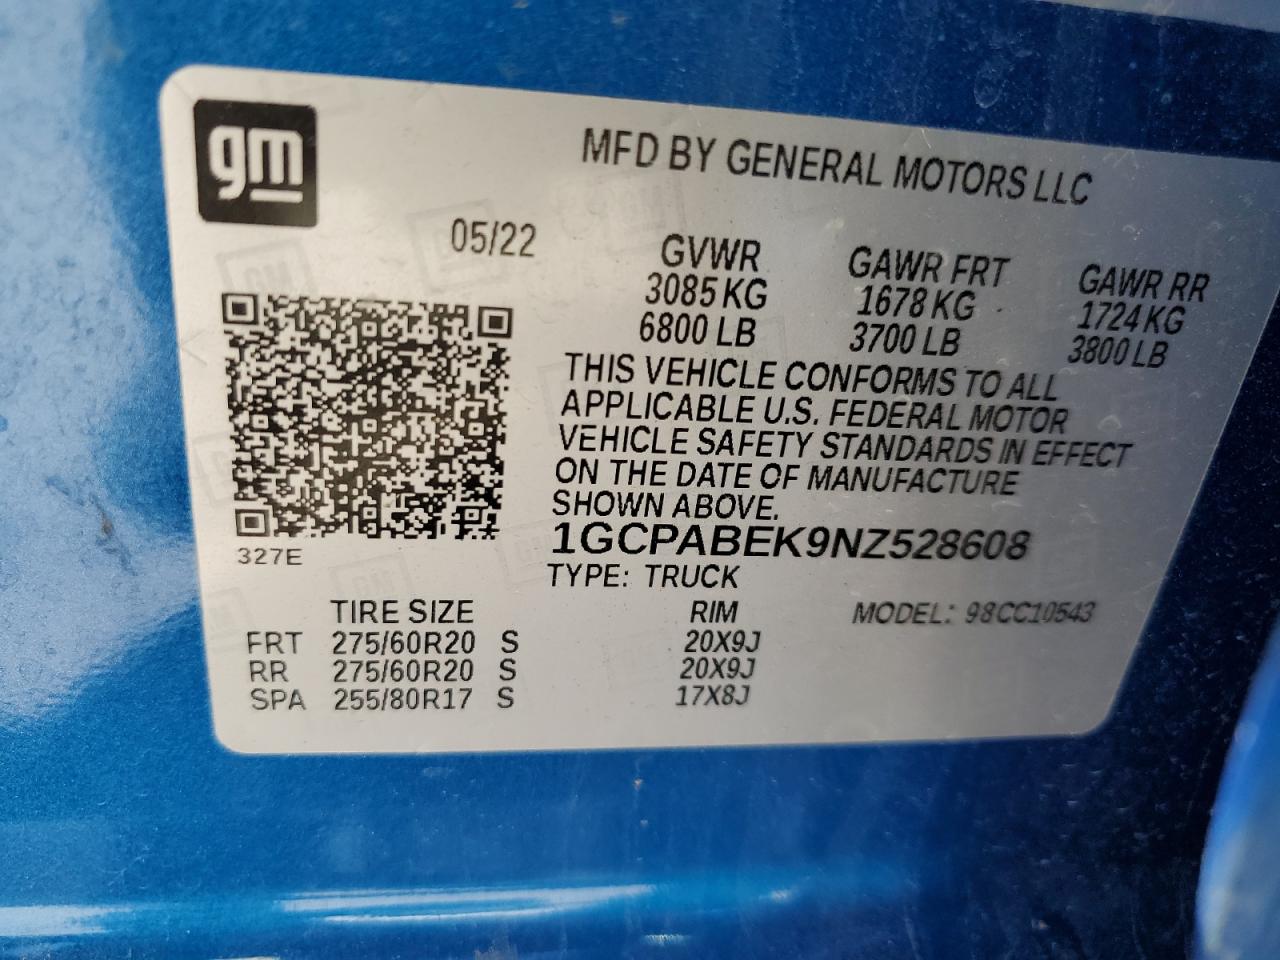 gm
MFD BY GENERAL MOTORS LLC
05/22
GVWR GAWR FRT GAWR RR
3085 KG 1678 KG 1724 KG
6800 LB 3700 LB 3800 LB
THIS VEHICLE CONFORMS TO ALL
APPLICABLE U.S. FEDERAL MOTOR
VEHICLE SAFETY STANDARDS IN EFFECT
ON THE DATE OF MANUFACTURE
SHOWN ABOVE.
1GCPABEK9NZ528608
327E
TYPE: TRUCK
TIRE SIZE RIM MODEL: 98CC10543
FRT 275/60R20 S 20X9J
RR 275/60R20 S 20X9J
SPA 255/80R17 S 17X8J